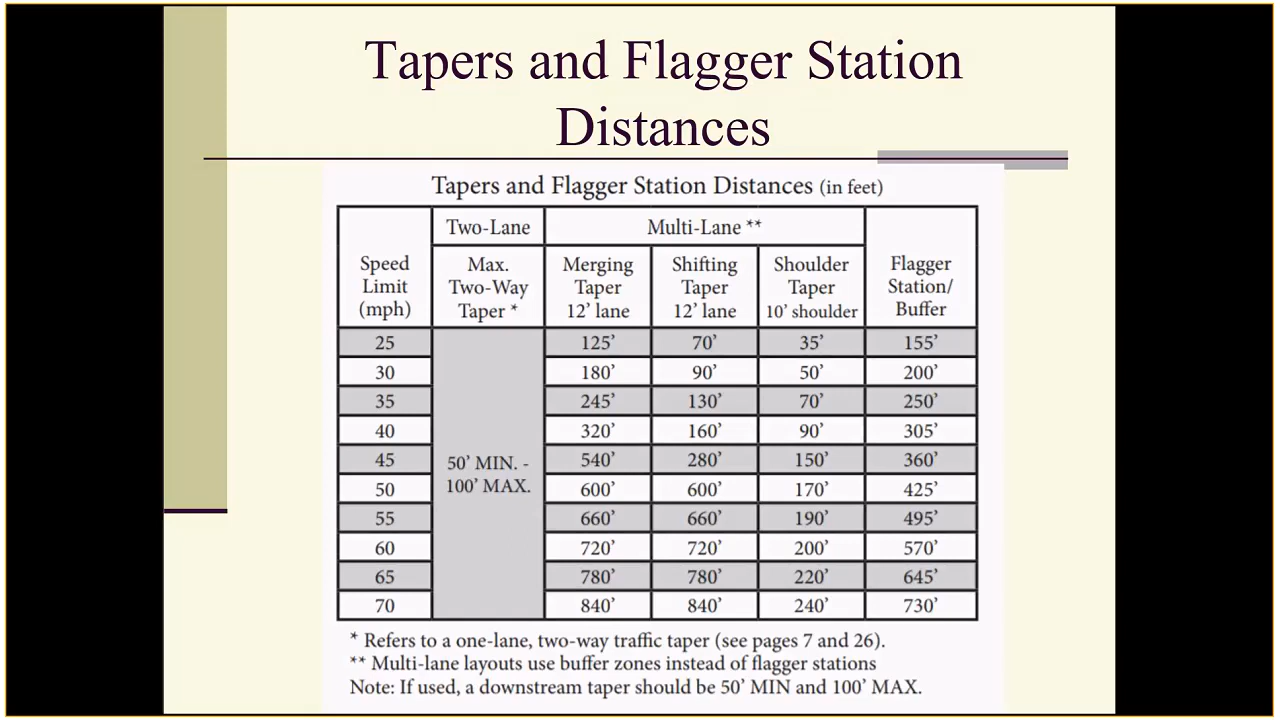 Tapers and Flagger Station
Distances
Tapers and Flagger Station Distances (in feet)
Two-Lane Multi-Lane **
Speed Limit (mph) Max. Two-Way Taper * Merging Taper 12’ lane Shifting Taper 12’ lane Shoulder Taper 10’ shoulder Flagger Station/ Buffer
25 125’ 70’ 35’ 155’
30 180’ 90’ 50’ 200’
35 245’ 130’ 70’ 250’
40 320’ 160’ 90’ 305’
45 540’ 280’ 150’ 360’
50’ MIN. -
100’ MAX.
50 600’ 600’ 170’ 425’
55 660’ 660’ 190’ 495’
60 720’ 720’ 200’ 570’
65 780’ 780’ 220’ 645’
70 840’ 840’ 240’ 730’
* Refers to a one-lane, two-way traffic taper (see pages 7 and 26).
** Multi-lane layouts use buffer zones instead of flagger stations
Note: If used, a downstream taper should be 50’ MIN and 100’ MAX.